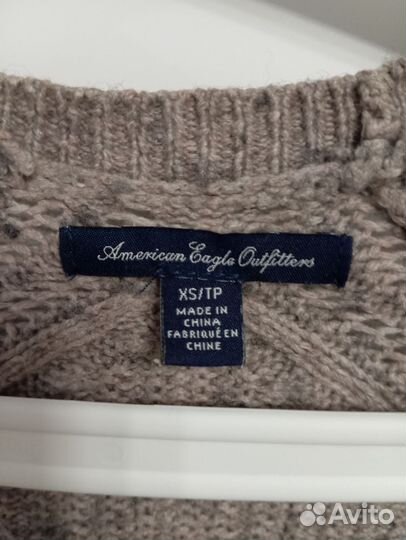 American Eagle Outfitters
XS/TP
MADE IN
CHINA
FABRIQUÉ EN
CHINE
Avito